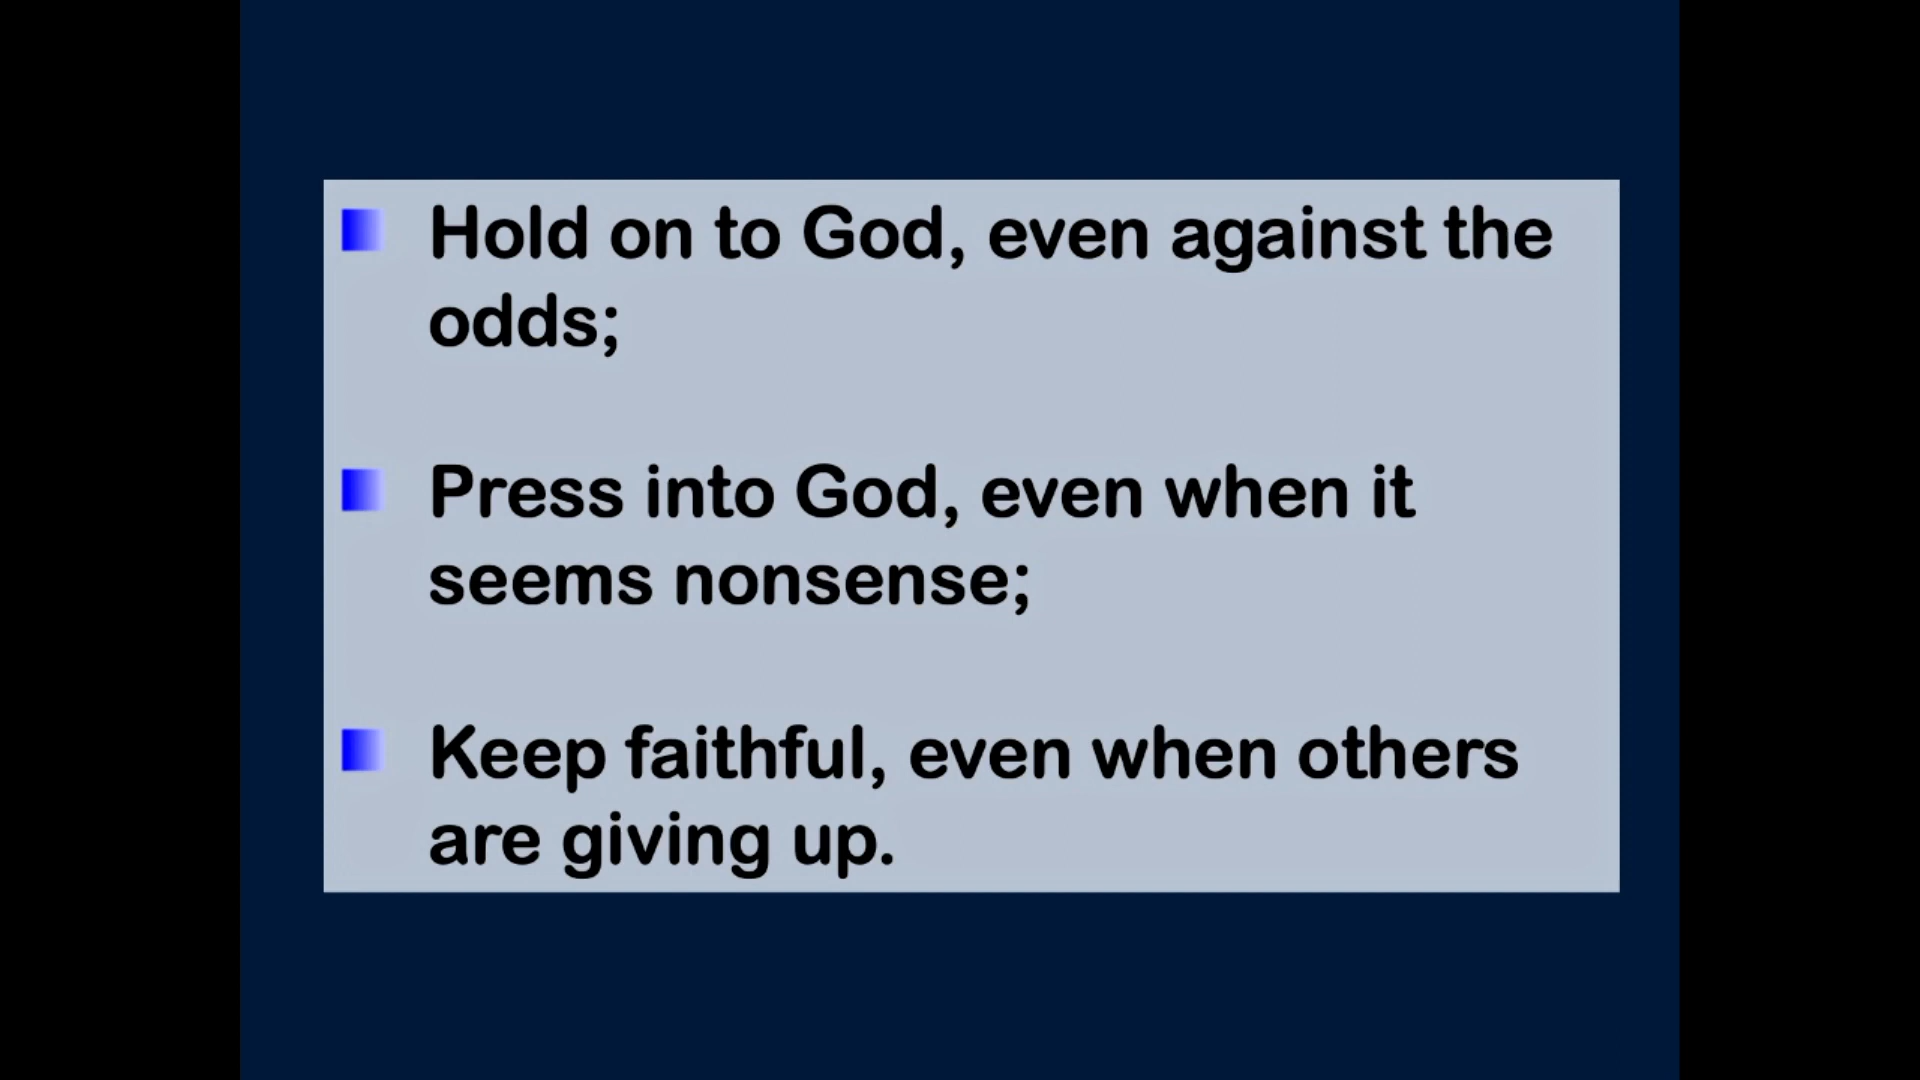 Hold on to God, even against the
odds;
Press into God, even when it
seems nonsense;
Keep faithful, even when others
are giving up.